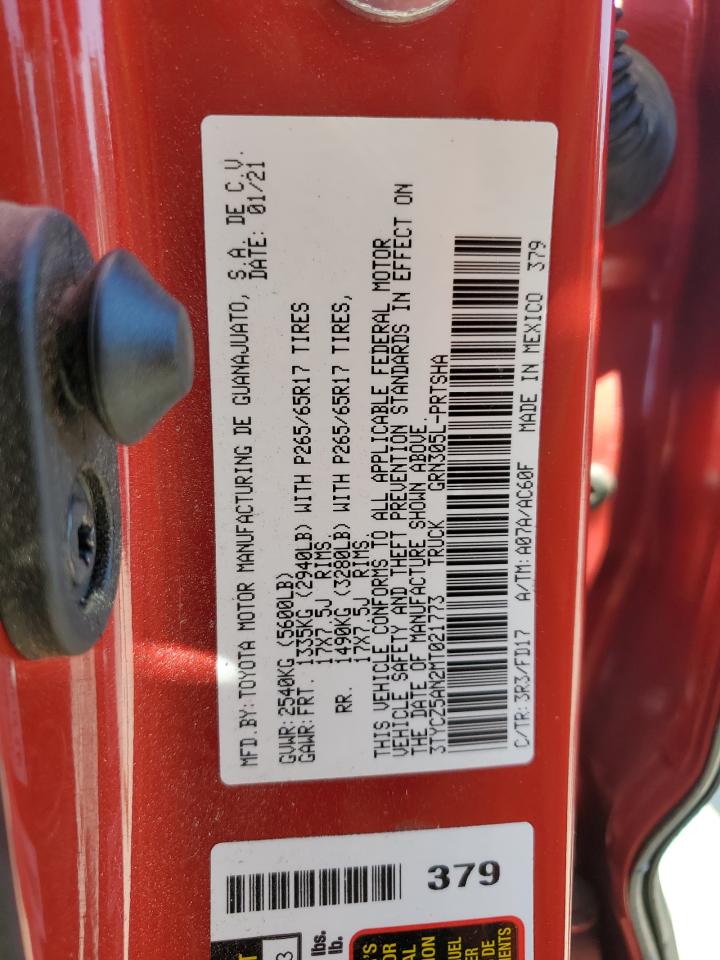 MFD.BY: TOYOTA MOTOR MANUFACTURING DE GUANAJUATO, S.A. DE C.V.
DATE: 01/21
GVWR: 2540KG (5600LB)
GAWR: FRT. 1335KG (2940LB) WITH P265/65R17 TIRES
17X7.5J RIMS
RR. 1490KG (3280LB) WITH P265/65R17 TIRES,
17X7.5J RIMS.
THIS VEHICLE CONFORMS TO ALL APPLICABLE FEDERAL MOTOR
VEHICLE SAFETY AND THEFT PREVENTION STANDARDS IN EFFECT ON
THE DATE OF MANUFACTURE SHOWN ABOVE.
3TYCZ5AN2MT021773 TRUCK GRN305L-PRTSHA
C/TR: 3R3/FD17 A/TM: A07A/AC60F MADE IN MEXICO 379
379
3
lbs.
lb.